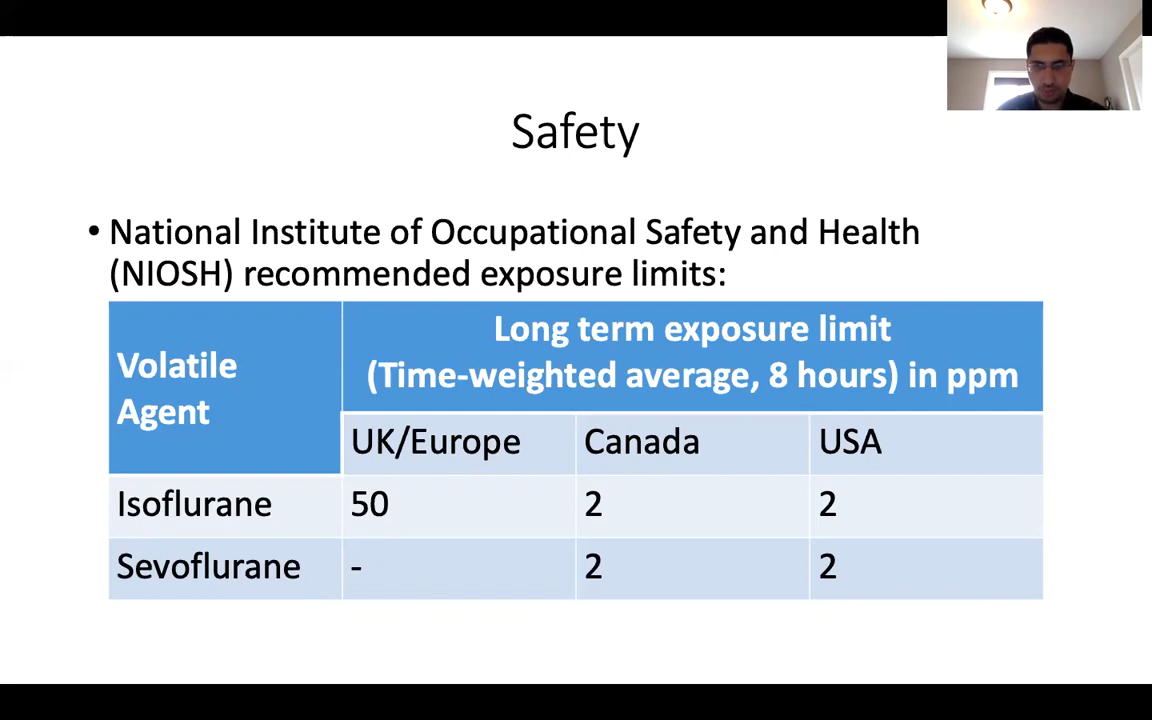 Safety
• National Institute of Occupational Safety and Health
(NIOSH) recommended exposure limits:
Volatile
Agent
Long term exposure limit
(Time-weighted average, 8 hours) in ppm
UK/Europe Canada USA
Isoflurane 50 2 2
Sevoflurane - 2 2